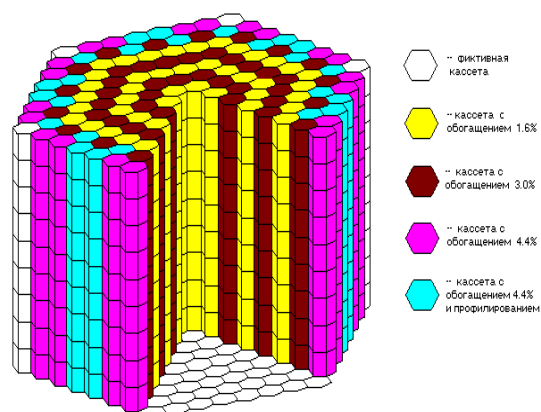 -- фиктивная
кассета
-- кассета с
обогащением 1.6%
-- кассета с
обогащением 3.0%
-- кассета с
обогащением 4.4%
-- кассета с
обогащением 4.4%
и профилированием